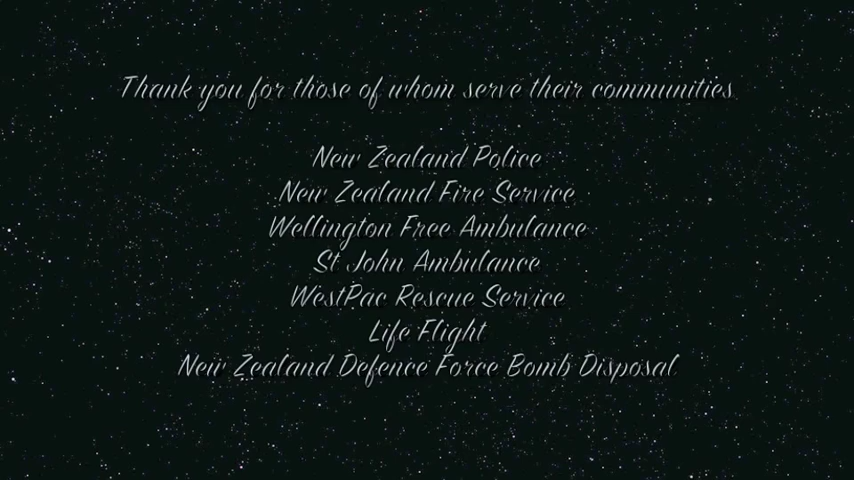 Thank you for those of whom serve their communities
New Zealand Police
New Zealand Fire Service
Wellington Free Ambulance
St John Ambulance
WestPac Rescue Service
Life Flight
New Zealand Defence Force Bomb Disposal